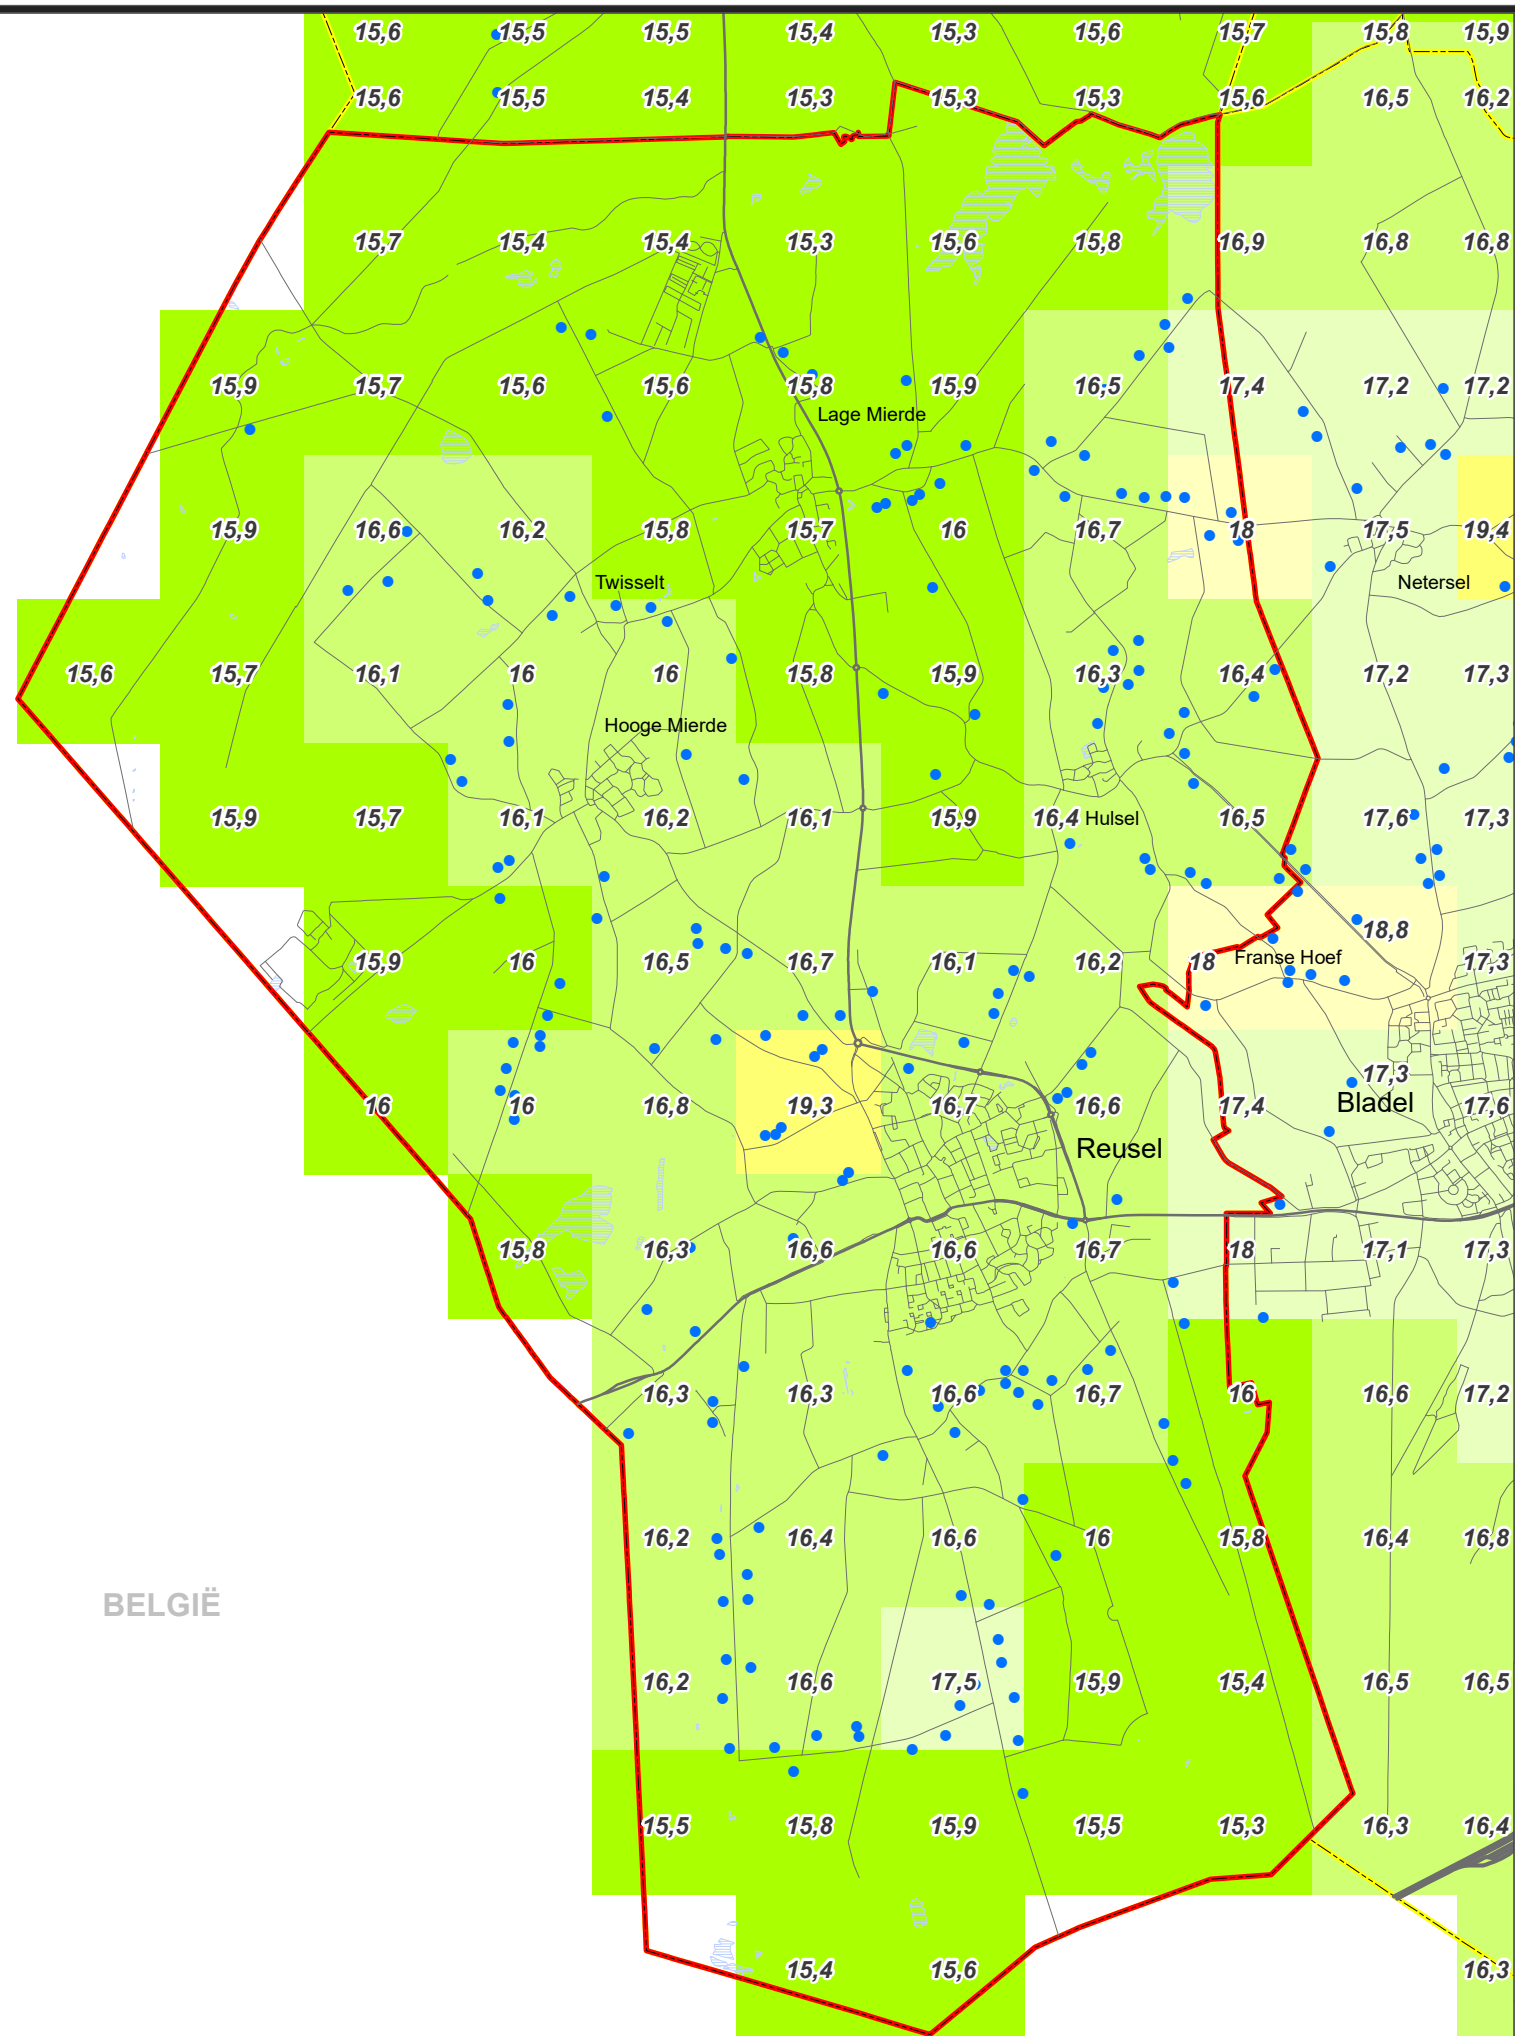 15,6 15,5 15,5 15,4 15,3 15,6 15,7 15,8 15,9
15,6 15,5 15,4 15,3 15,3 15,3 15,6 16,5 16,2
15,7 15,4 15,4 15,3 15,6 15,8 16,9 16,8 16,8
15,9 15,7 15,6 15,6 15,8 15,9 16,5 17,4 17,2 17,2
Lage Mierde
15,9 16,6 16,2 15,8 15,7 16 16,7 18 17,5 19,4
Twisselt Netersel
15,6 15,7 16,1 16 16 15,8 15,9 16,3 16,4 17,2 17,3
Hooge Mierde
15,9 15,7 16,1 16,2 16,1 15,9 16,4 Hulsel 16,5 17,6 17,3
18,8
15,9 16 16,5 16,7 16,1 16,2 18 Franse Hoef 17,3
17,3
16 16 16,8 19,3 16,7 16,6 17,4 Bladel 17,6
Reusel
15,8 16,3 16,6 16,6 16,7 18 17,1 17,3
16,3 16,3 16,6 16,7 16 16,6 17,2
16,2 16,4 16,6 16 15,8 16,4 16,8
BELGIË
16,2 16,6 17,5 15,9 15,4 16,5 16,5
15,5 15,8 15,9 15,5 15,3 16,3 16,4
15,4 15,6 16,3